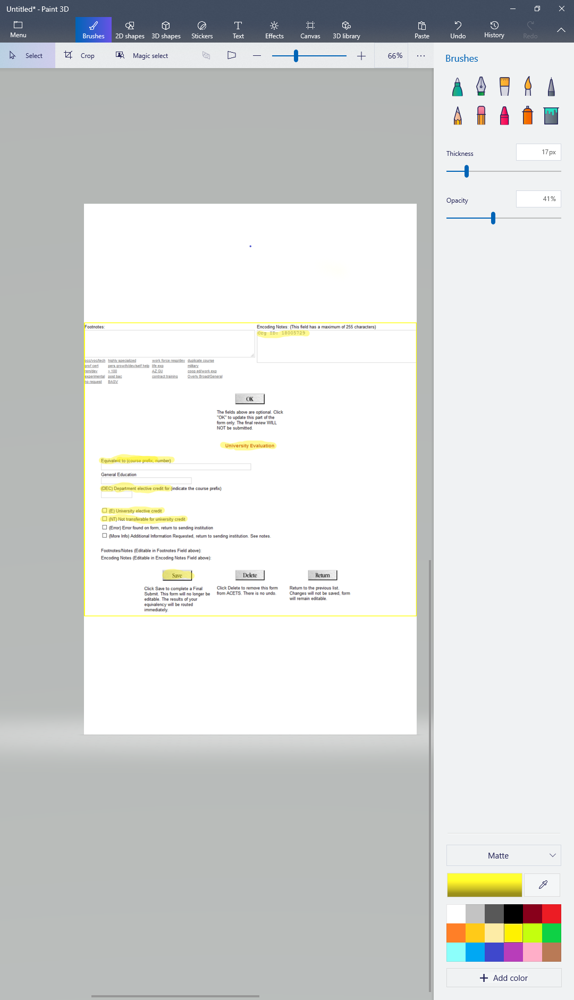 Untitled* - Paint 3D
Menu
Brushes
2D shapes
3D shapes
Stickers
Text
Effects
Canvas
3D library
Paste
Undo
History
Redo
Select
Crop
Magic select
66%
Brushes
Thickness
17px
Opacity
41%
Footnotes:
Encoding Notes: (This field has a maximum of 255 characters)
Org ID: 18005729
occ/voc/tech highly specialized work force resp/dev duplicate course
prof cert pers growth/dev/self help life exp military
rem/dev > 100 AZ GU coop ed/work exp
experimental post bac contract training Overly Broad/General
no request BASV
OK
The fields above are optional. Click
"OK" to update this part of the
form only. The final review WILL
NOT be submitted.
University Evaluation
Equivalent to (course prefix, number)
General Education
(DEC) Department elective credit for (indicate the course prefix)
(E) University elective credit
(NT) Not transferable for university credit
(Error) Error found on form, return to sending institution
(More Info) Additional Information Requested, return to sending institution. See notes.
Footnotes/Notes (Editable in Footnotes Field above):
Encoding Notes (Editable in Encoding Notes Field above):
Save
Click Save to complete a Final
Submit. This form will no longer be
editable. The results of your
equivalency will be routed
immediately.
Delete
Click Delete to remove this form
from ACETS. There is no undo.
Return
Return to the previous list.
Changes will not be saved, form
will remain editable.
Matte
Add color